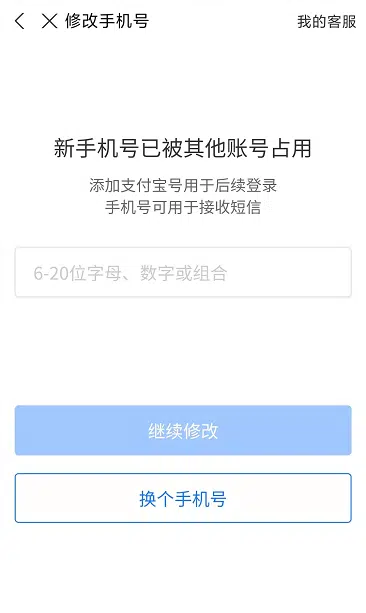 修改手机号
我的客服
新手机号已被其他账号占用
添加支付宝号用于后续登录
手机号可用于接收短信
6-20位字母、数字或组合
继续修改
换个手机号